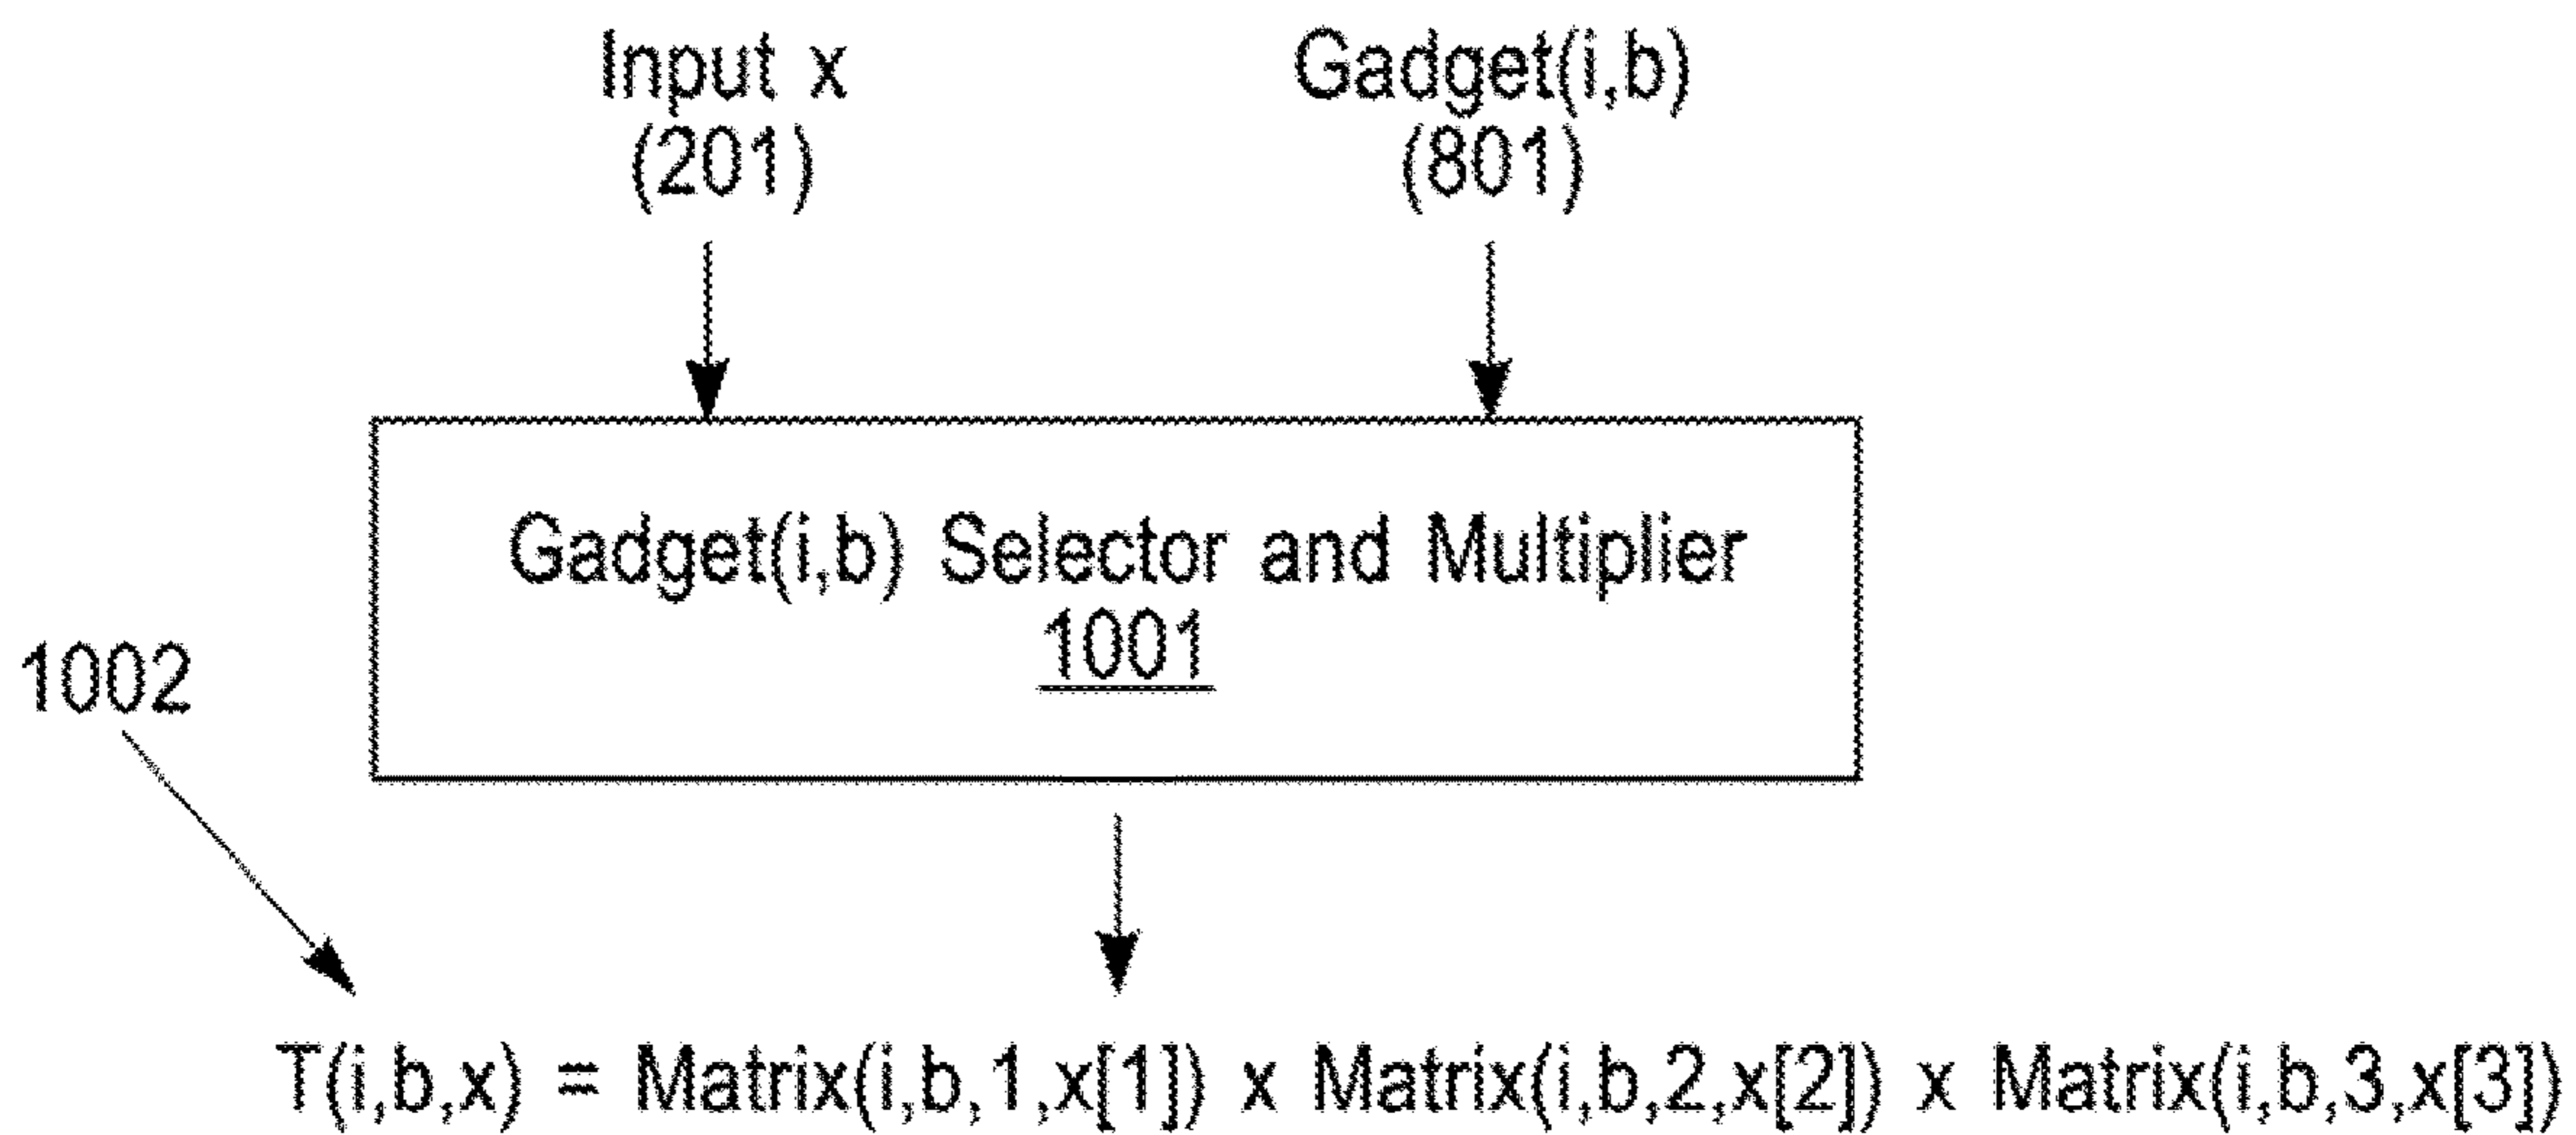 Input x
(201)
Gadget(i,b)
(801)
Gadget(i,b) Selector and Multiplier
1001
1002
T(i,b,x) = Matrix(i,b,1,x[1]) x Matrix(i,b,2,x[2]) x Matrix(i,b,3,x[3])